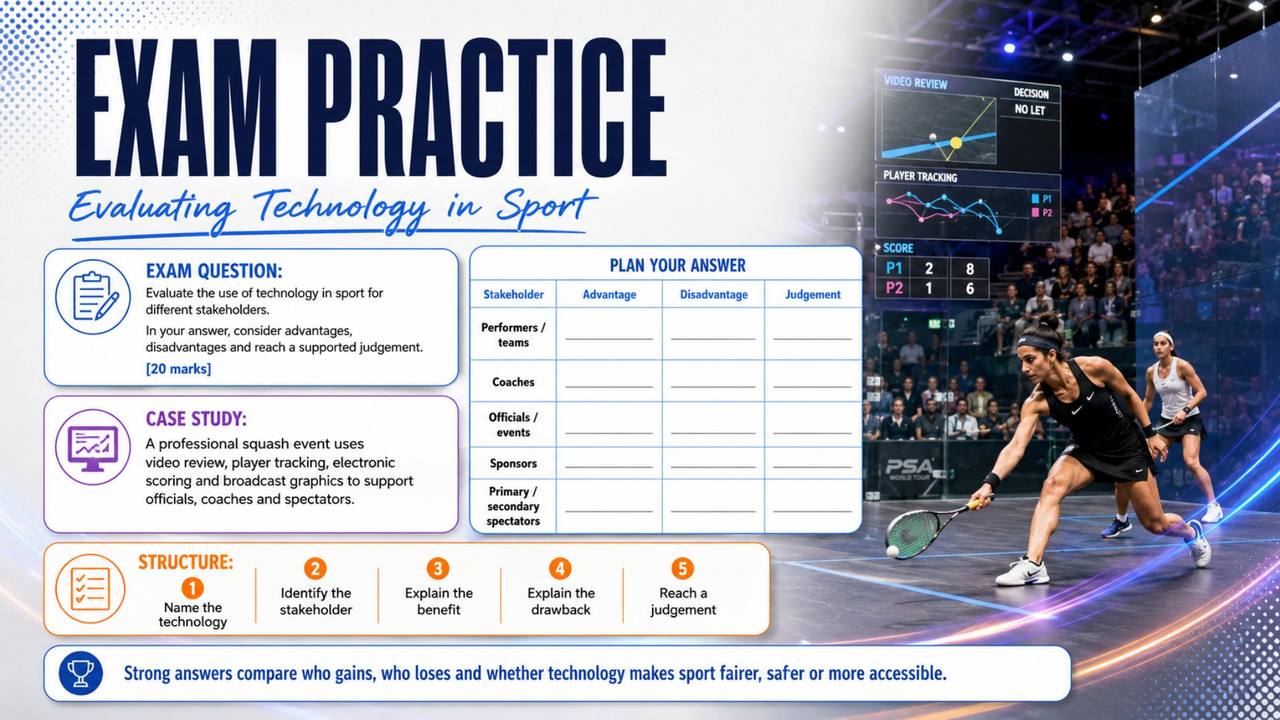 EXAM PRACTICE
Evaluating Technology in Sport
EXAM QUESTION:
Evaluate the use of technology in sport for
different stakeholders.
In your answer, consider advantages,
disadvantages and reach a supported judgement.
[20 marks]
CASE STUDY:
A professional squash event uses
video review, player tracking, electronic
scoring and broadcast graphics to support
officials, coaches and spectators.
PLAN YOUR ANSWER
Stakeholder Advantage Disadvantage Judgement
Performers /
teams
Coaches
Officials /
events
Sponsors
Primary /
secondary
spectators
STRUCTURE:
1
Name the
technology
2
Identify the
stakeholder
3
Explain the
benefit
4
Explain the
drawback
5
Reach a
judgement
Strong answers compare who gains, who loses and whether technology makes sport fairer, safer or more accessible.
VIDEO REVIEW
DECISION
NO LET
PLAYER TRACKING
P1
P2
SCORE
P1 2 8
P2 1 6
PSA
WORLD TOUR